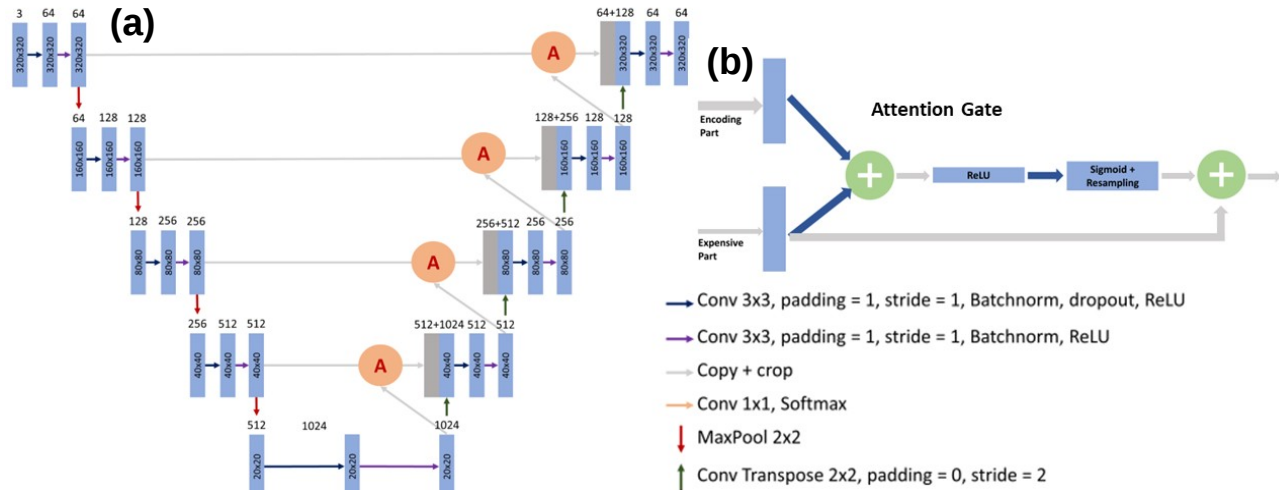 (a)
3 64 64
320x320 320x320 320x320
A
64+128 64 64
320x320 320x320 320x320
64 128 128
160x160 160x160 160x160
A
128+256 128 128
160x160 160x160 160x160
128 256 256
80x80 80x80 80x80
A
256+512 256 256
80x80 80x80 80x80
256 512 512
40x40 40x40 40x40
A
512+1024 512 512
40x40 40x40 40x40
512 1024 1024
20x20 20x20 20x20
(b)
Attention Gate
Encoding
Part
+
ReLU
Sigmoid +
Resampling
+
Expensive
Part
Conv 3x3, padding = 1, stride = 1, Batchnorm, dropout, ReLU
Conv 3x3, padding = 1, stride = 1, Batchnorm, ReLU
Copy + crop
Conv 1x1, Softmax
MaxPool 2x2
Conv Transpose 2x2, padding = 0, stride = 2